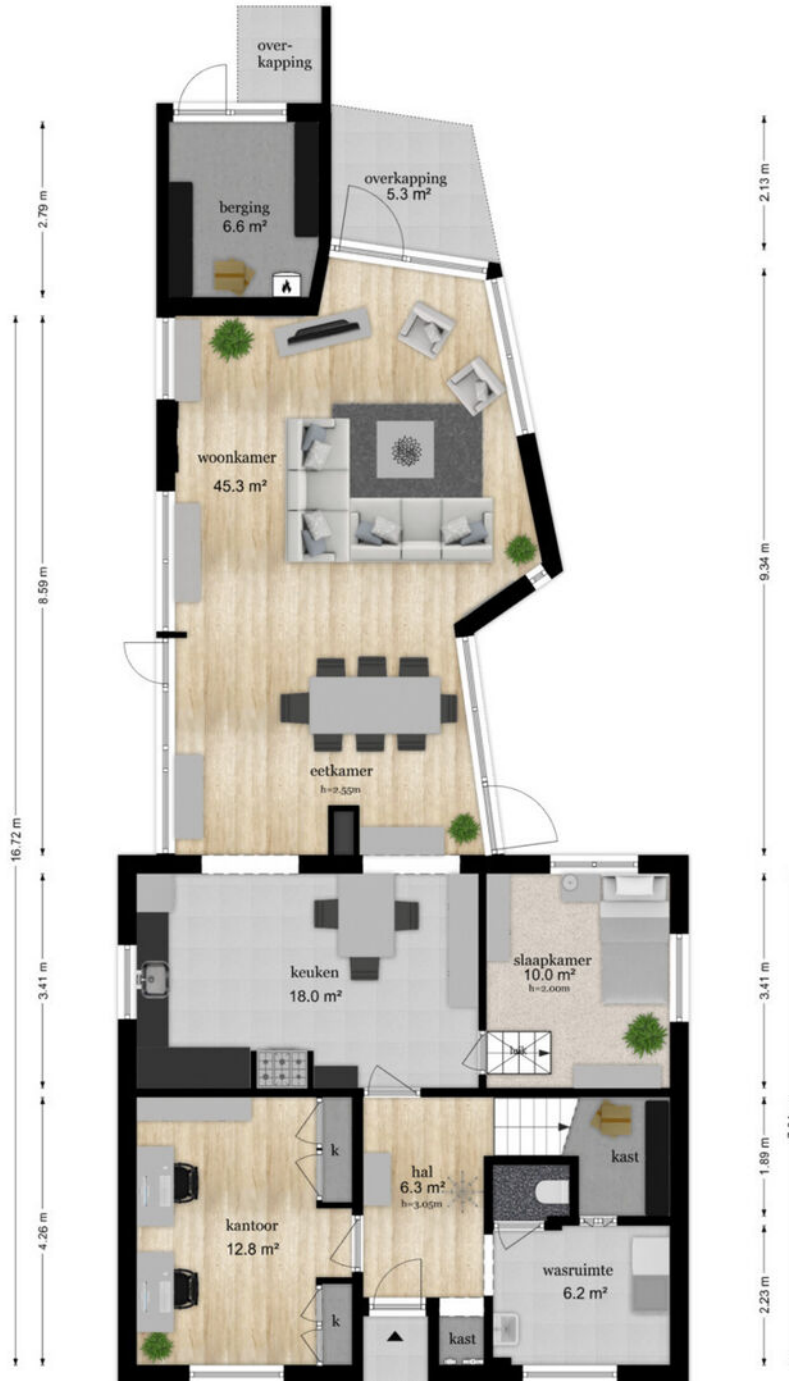 over-
kapping
overkapping
5.3 m²
berging
6.6 m²
2.79 m
2.13 m
woonkamer
45.3 m²
8.59 m
9.34 m
16.72 m
eetkamer
h=2.55m
keuken
18.0 m²
slaapkamer
10.0 m²
h=2.00m
luik
3.41 m
3.41 m
k
hal
6.3 m²
h=3.05m
kast
1.89 m
kantoor
12.8 m²
4.26 m
wasruimte
6.2 m²
2.23 m
k
kast